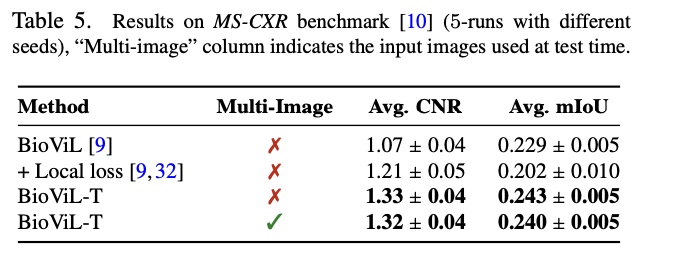 Table 5. Results on MS-CXR benchmark [10] (5-runs with different
seeds), “Multi-image” column indicates the input images used at test time.
Method Multi-Image Avg. CNR Avg. mIoU
BioViL [9] ✗ 1.07 ± 0.04 0.229 ± 0.005
+ Local loss [9,32] ✗ 1.21 ± 0.05 0.202 ± 0.010
BioViL-T ✗ 1.33 ± 0.04 0.243 ± 0.005
BioViL-T ✓ 1.32 ± 0.04 0.240 ± 0.005